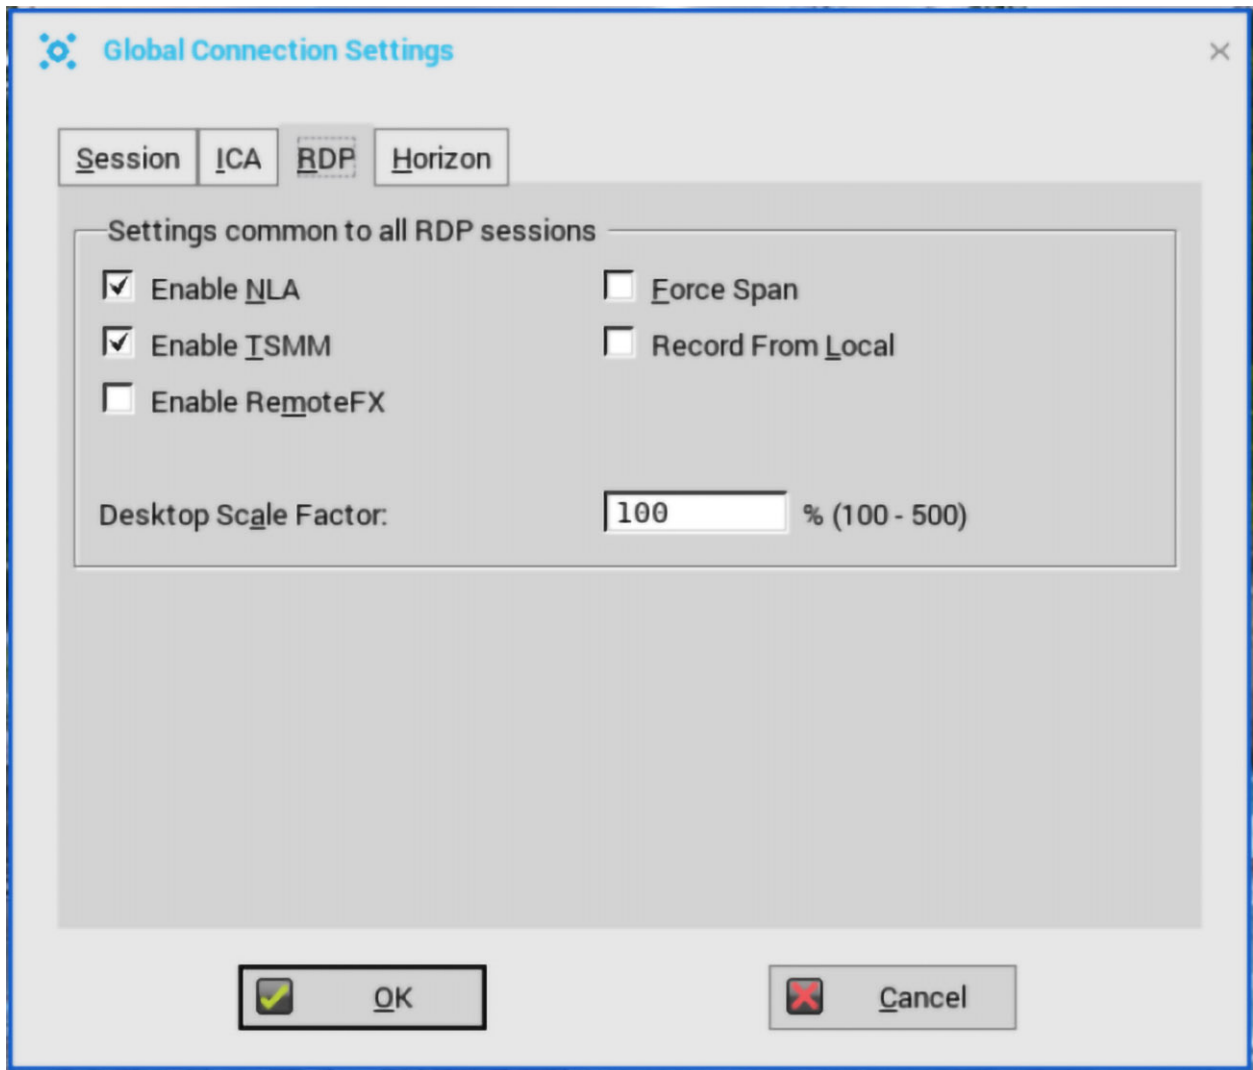 Global Connection Settings
Session ICA RDP Horizon
Settings common to all RDP sessions
Enable NLA Force Span
Enable TSMM Record From Local
Enable RemoteFX
Desktop Scale Factor: 100 % (100 - 500)
OK Cancel